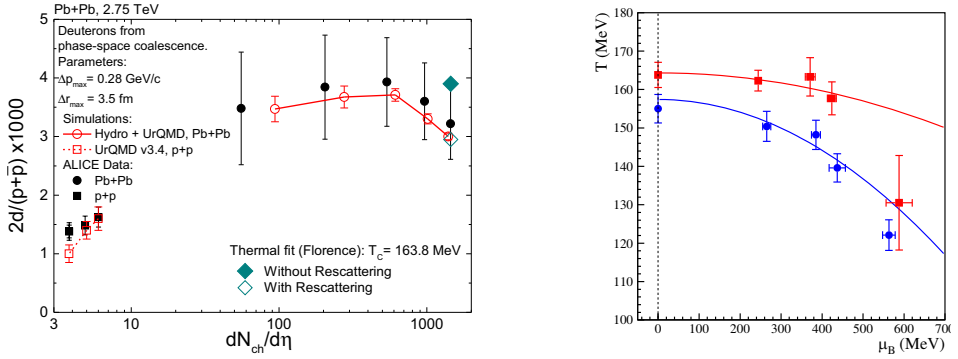 Pb+Pb, 2.75 TeV
Deuterons from
phase-space coalescence.
Parameters:
Δp_max = 0.28 GeV/c
Δr_max = 3.5 fm
Simulations:
Hydro + UrQMD, Pb+Pb
UrQMD v3.4, p+p
ALICE Data:
Pb+Pb
p+p
Thermal fit (Florence): T_C = 163.8 MeV
Without Rescattering
With Rescattering
2d/(p+p̅) x1000
5
4
3
2
1
0
3 10 100 1000
dN_ch/dη
T (MeV)
180
170
160
150
140
130
120
110
100
0 100 200 300 400 500 600 700
μ_B (MeV)